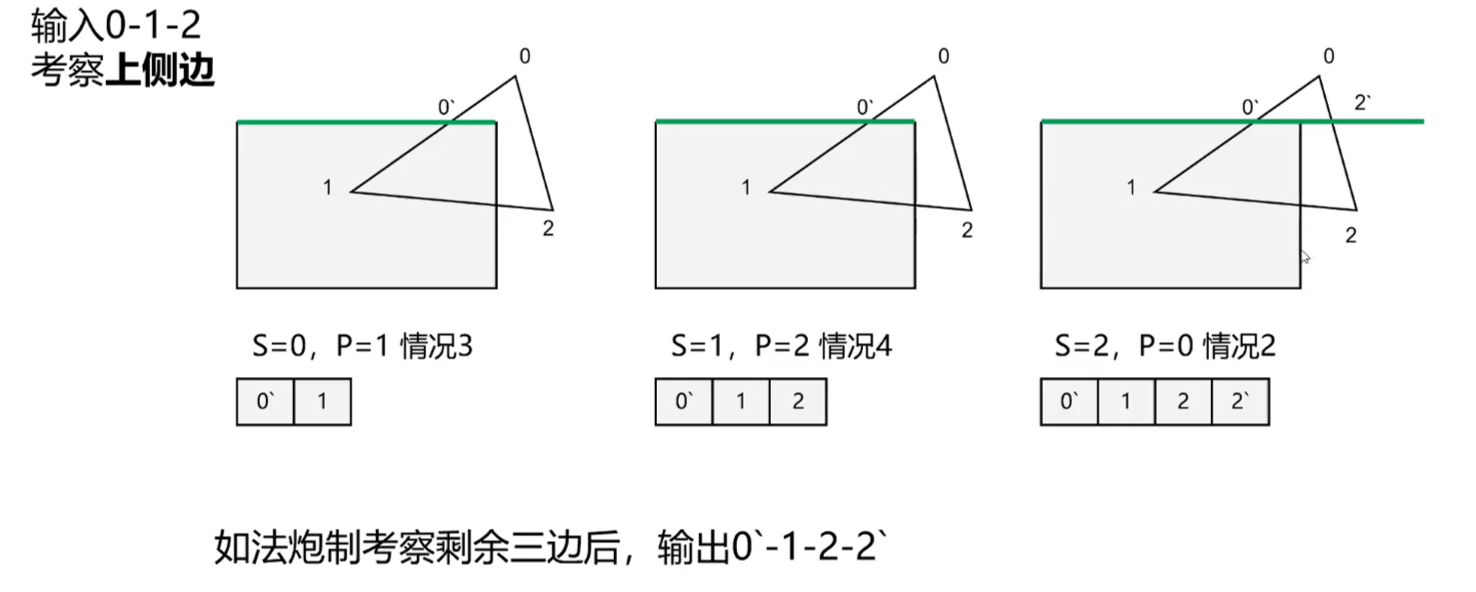 输入0-1-2
考察上侧边
0
0`
1
2
0
0`
1
2
0
0`
2`
1
2
S=0，P=1 情况3
S=1，P=2 情况4
S=2，P=0 情况2
0` 1
0` 1 2
0` 1 2 2`
如法炮制考察剩余三边后，输出0`-1-2-2`